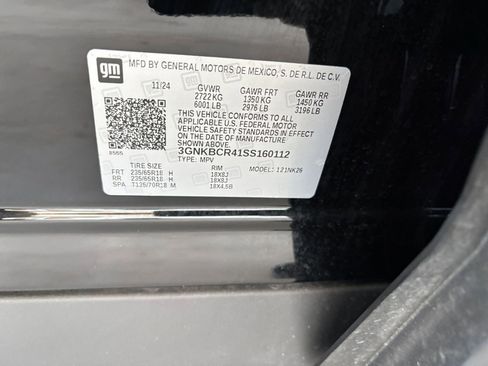 gm
MFD BY GENERAL MOTORS DE MEXICO, S. DE R.L. DE C.V.
11/24 GVWR GAWR FRT GAWR RR
2722 KG 1350 KG 1450 KG
6001 LB 2976 LB 3196 LB
THIS VEHICLE CONFORMS TO ALL
APPLICABLE U.S. FEDERAL MOTOR
VEHICLE SAFETY STANDARDS IN
EFFECT ON THE DATE OF MANUFACTURE
SHOWN ABOVE.
3GNKBCR41SS160112
TYPE: MPV MODEL: 121NK26
TIRE SIZE RIM
FRT 235/65R18 H 18X8J
RR 235/65R18 H 18X8J
SPA T135/70R18 M 18X4.5B